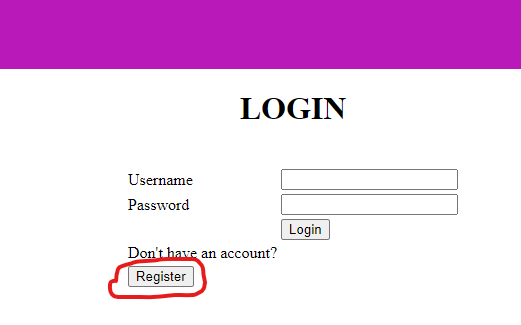 LOGIN
Username
Password
Login
Don't have an account?
Register